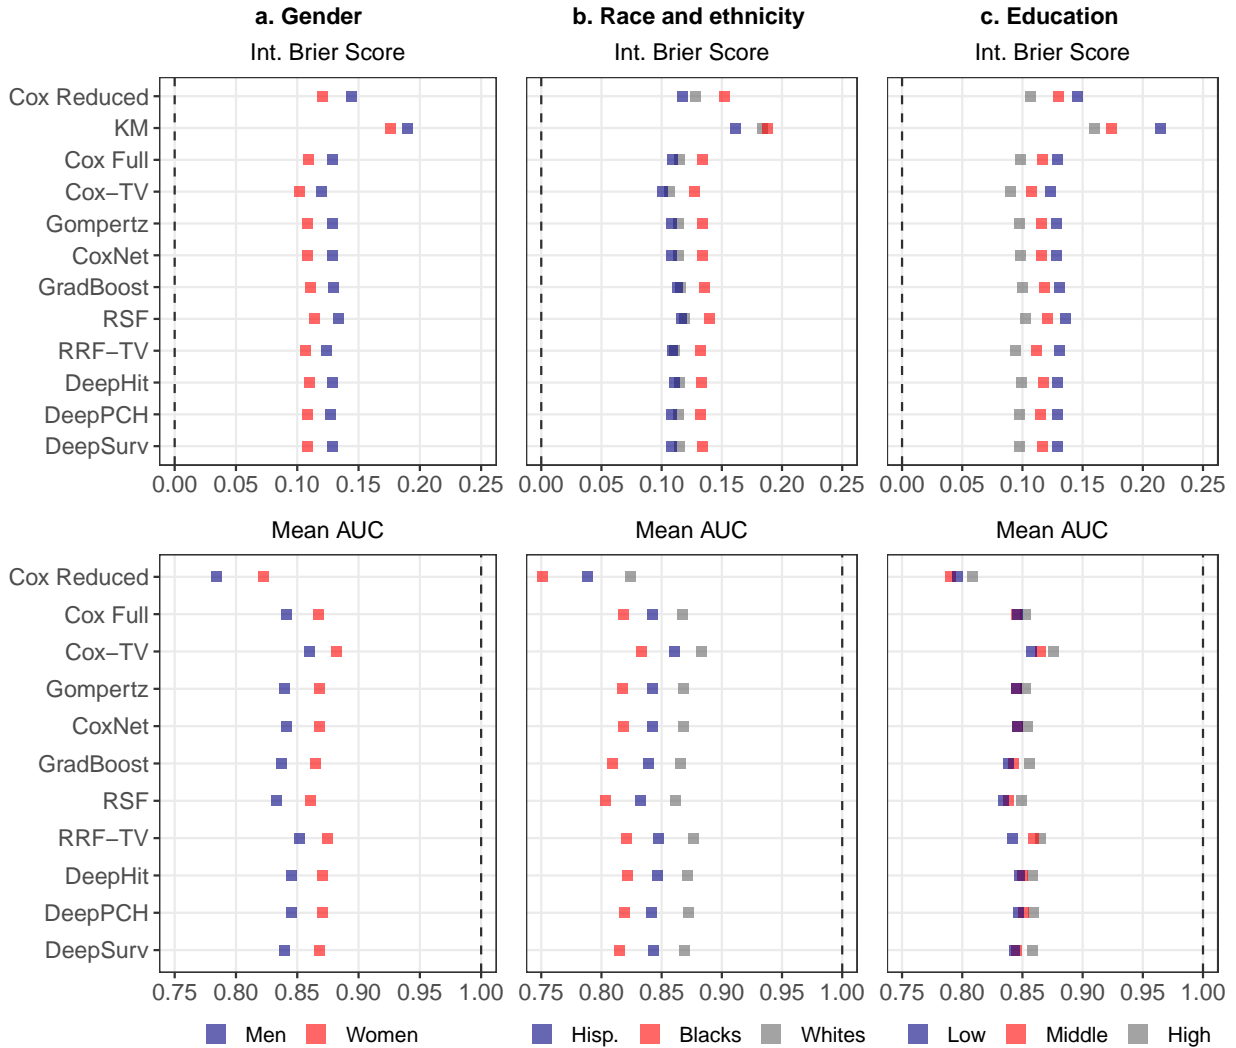 a. Gender b. Race and ethnicity c. Education
Int. Brier Score Int. Brier Score Int. Brier Score
Cox Reduced
KM
Cox Full
Cox−TV
Gompertz
CoxNet
GradBoost
RSF
RRF−TV
DeepHit
DeepPCH
DeepSurv
0.00 0.05 0.10 0.15 0.20 0.25 0.00 0.05 0.10 0.15 0.20 0.25 0.00 0.05 0.10 0.15 0.20 0.25
Mean AUC Mean AUC Mean AUC
Cox Reduced
Cox Full
Cox−TV
Gompertz
CoxNet
GradBoost
RSF
RRF−TV
DeepHit
DeepPCH
DeepSurv
0.75 0.80 0.85 0.90 0.95 1.00 0.75 0.80 0.85 0.90 0.95 1.00 0.75 0.80 0.85 0.90 0.95 1.00
Men Women Hisp. Blacks Whites Low Middle High